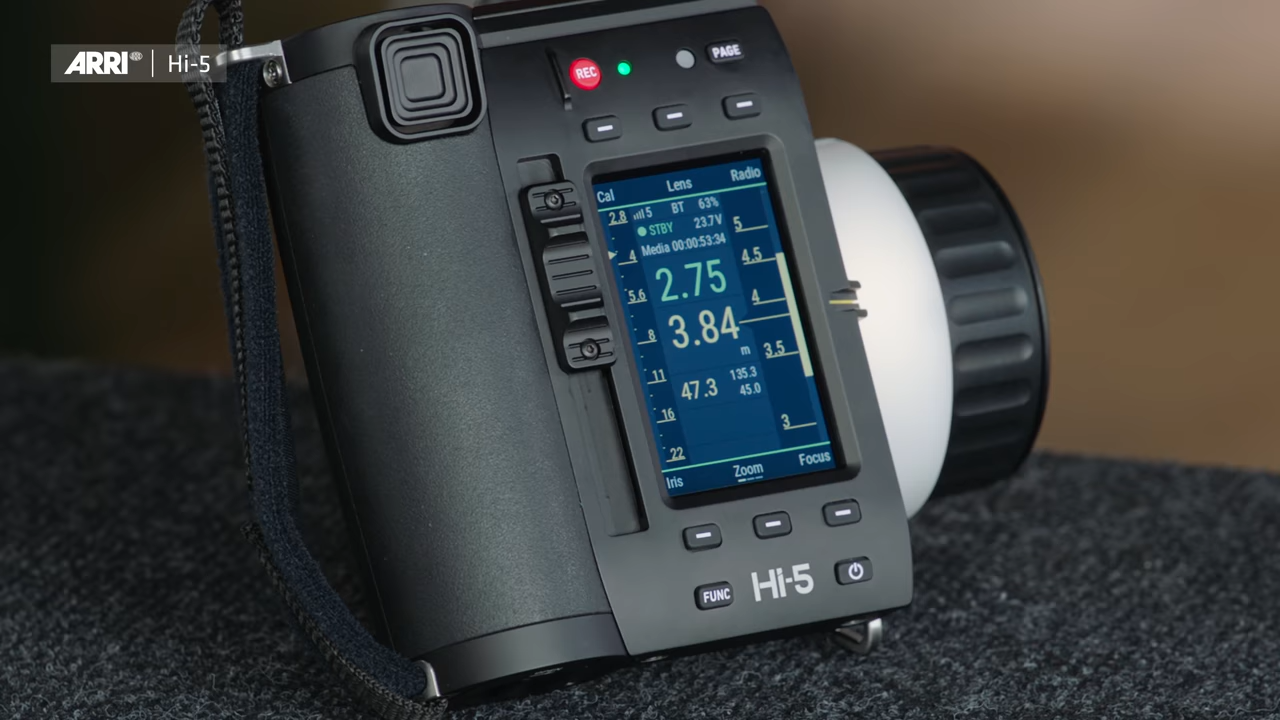 ARRI® | Hi-5
REC
PAGE
Cal Lens Radio
5 BT 63%
STBY 23.7V
Media 00:00:53:34
2.75
3.84
m
47.3
135.3
45.0
2.8
4
5.6
8
11
16
22
5
4.5
4
3.5
3
Iris Zoom Focus
FUNC
Hi-5